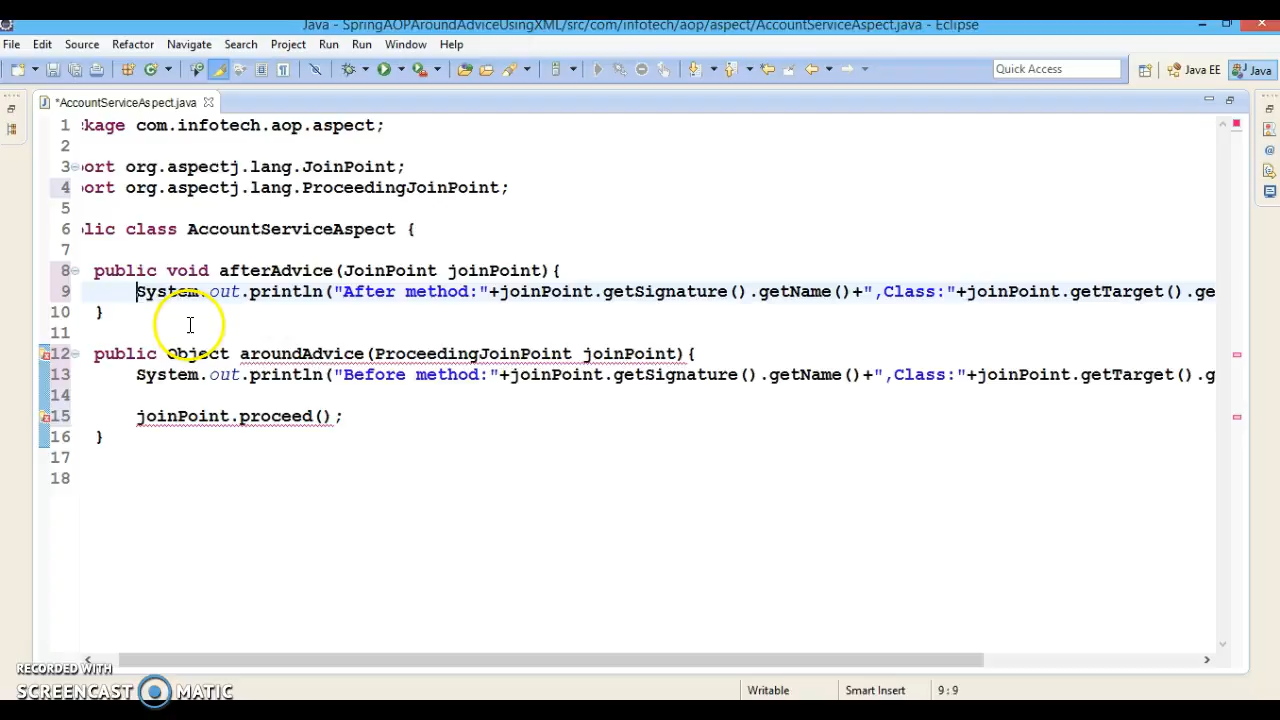 Java - SpringAOPAroundAdviceUsingXML/src/com/infotech/aop/aspect/AccountServiceAspect.java - Eclipse
File Edit Source Refactor Navigate Search Project Run Run Window Help
Quick Access Java EE Java
*AccountServiceAspect.java
1 kage com.infotech.aop.aspect;
2
3 port org.aspectj.lang.JoinPoint;
4 port org.aspectj.lang.ProceedingJoinPoint;
5
6 lic class AccountServiceAspect {
7
8 public void afterAdvice(JoinPoint joinPoint){
9 System.out.println("After method:"+joinPoint.getSignature().getName()+",Class:"+joinPoint.getTarget().ge
10 }
11
12 public Object aroundAdvice(ProceedingJoinPoint joinPoint){
13 System.out.println("Before method:"+joinPoint.getSignature().getName()+",Class:"+joinPoint.getTarget().g
14
15 joinPoint.proceed();
16 }
17
18
RECORDED WITH
SCREENCAST MATIC
Writable Smart Insert 9 : 9